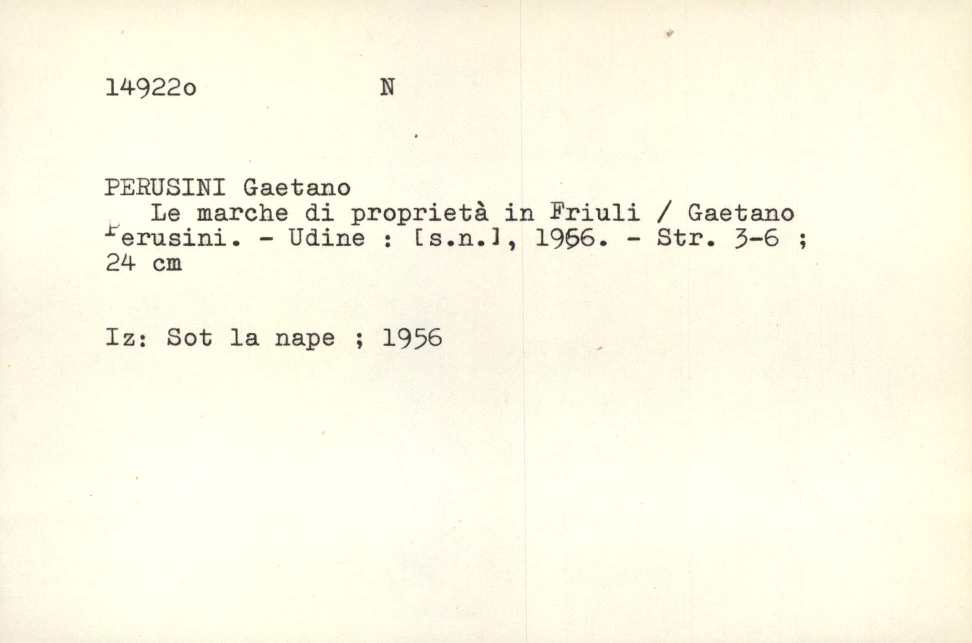 14922o N
PERUSINI Gaetano
Le marche di proprietà in Friuli / Gaetano
Perusini. - Udine : [s.n.], 1956. - Str. 3-6 ;
24 cm
Iz: Sot la nape ; 1956